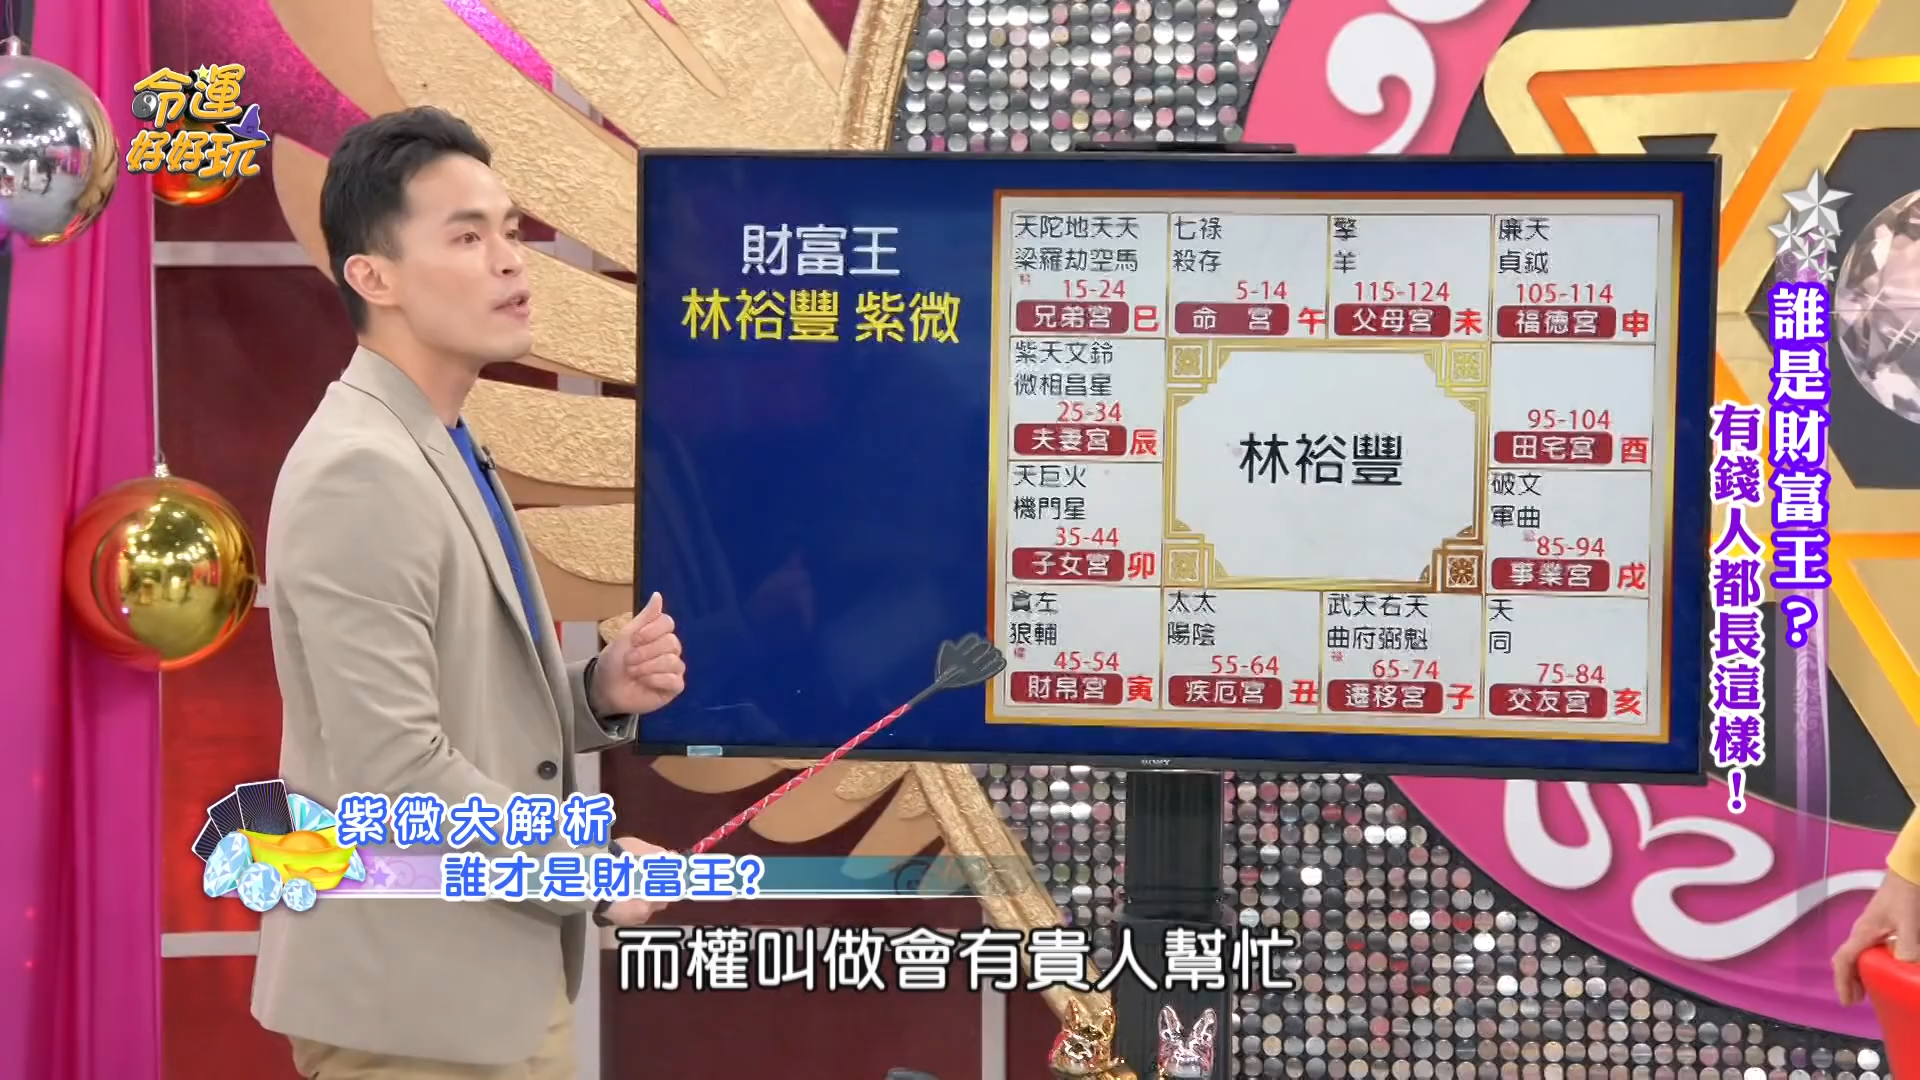 命運
好好玩
財富王
林裕豐 紫微
天陀地天天
梁羅劫空馬
科
15-24
兄弟宮 巳
七祿
殺存
5-14
命 宮 午
擎
羊
115-124
父母宮 未
廉天
貞鉞
105-114
福德宮 申
紫天文鈴
微相昌星
25-34
夫妻宮 辰
林裕豐
95-104
田宅宮 酉
天巨火
機門星
35-44
子女宮 卯
破文
軍曲
85-94
事業宮 戌
貪左
狼輔
權
45-54
財帛宮 寅
太太
陽陰
55-64
疾厄宮 丑
武天右天
曲府弼魁
祿
65-74
遷移宮 子
天
同
75-84
交友宮 亥
SONY
誰是財富王?
有錢人都長這樣!
紫微大解析
誰才是財富王?
而權叫做會有貴人幫忙